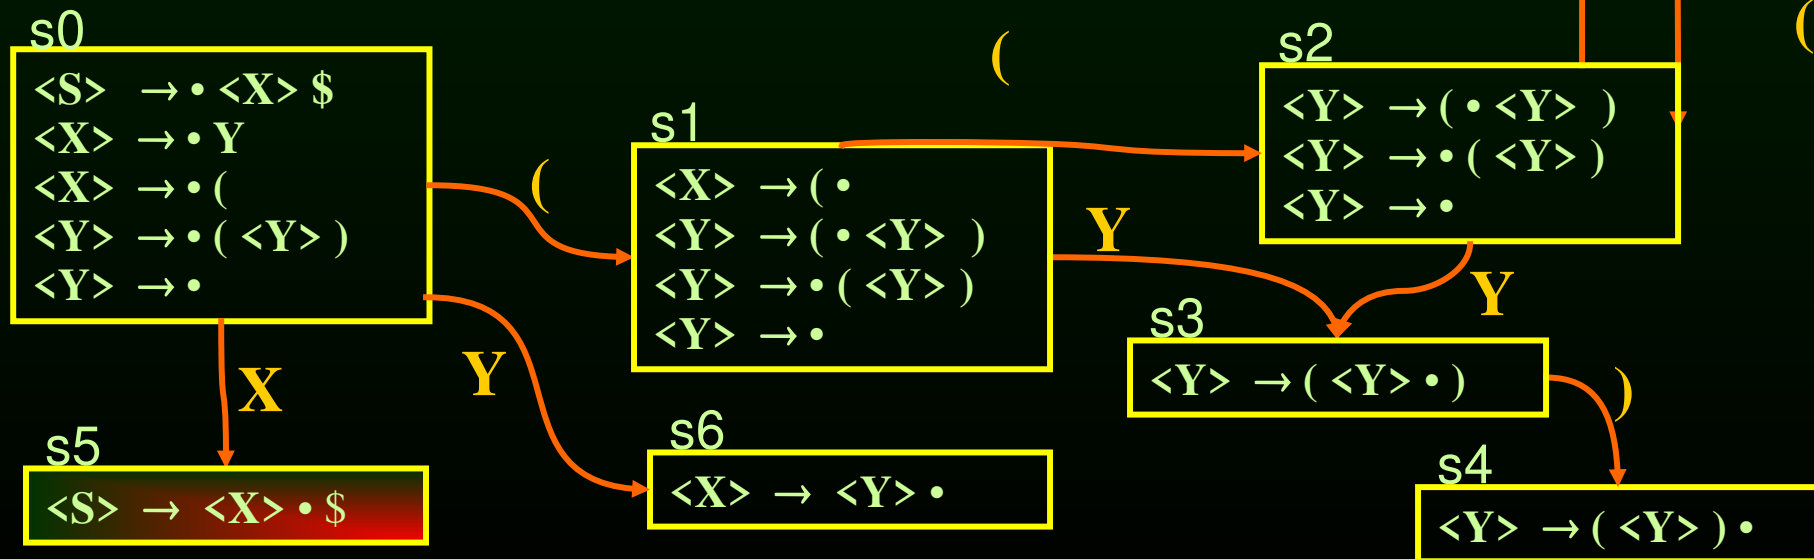 s0
<S> → • <X> $
<X> → • Y
<X> → • (
<Y> → • ( <Y> )
<Y> → •
(
X
Y
s1
<X> → ( •
<Y> → ( • <Y> )
<Y> → • ( <Y> )
<Y> → •
(
Y
s2
<Y> → ( • <Y> )
<Y> → • ( <Y> )
<Y> → •
(
Y
s3
<Y> → ( <Y> • )
)
s4
<Y> → ( <Y> ) •
s5
<S> → <X> • $
s6
<X> → <Y> •